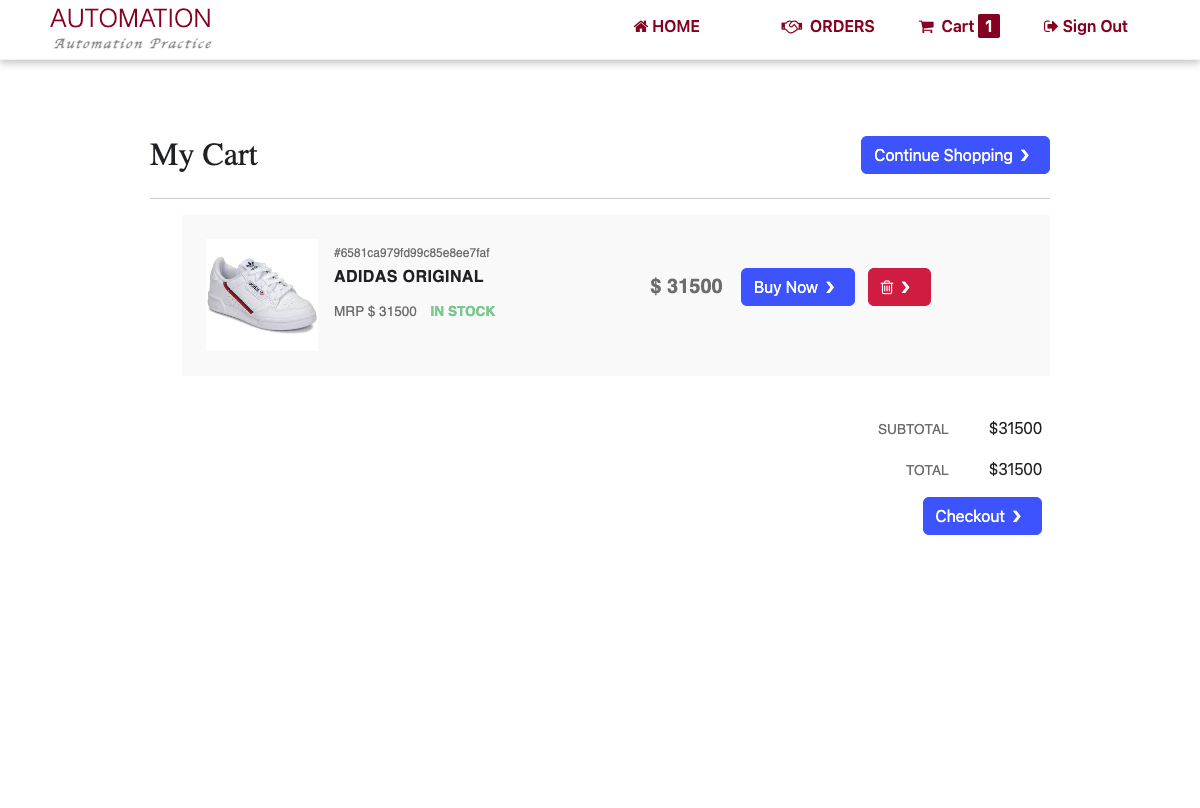 AUTOMATION
Automation Practice
HOME
ORDERS
Cart 1
Sign Out
My Cart
Continue Shopping ❯
#6581ca979fd99c85e8ee7faf
ADIDAS ORIGINAL
MRP $ 31500 IN STOCK
$ 31500
Buy Now ❯
❯
SUBTOTAL $31500
TOTAL $31500
Checkout ❯